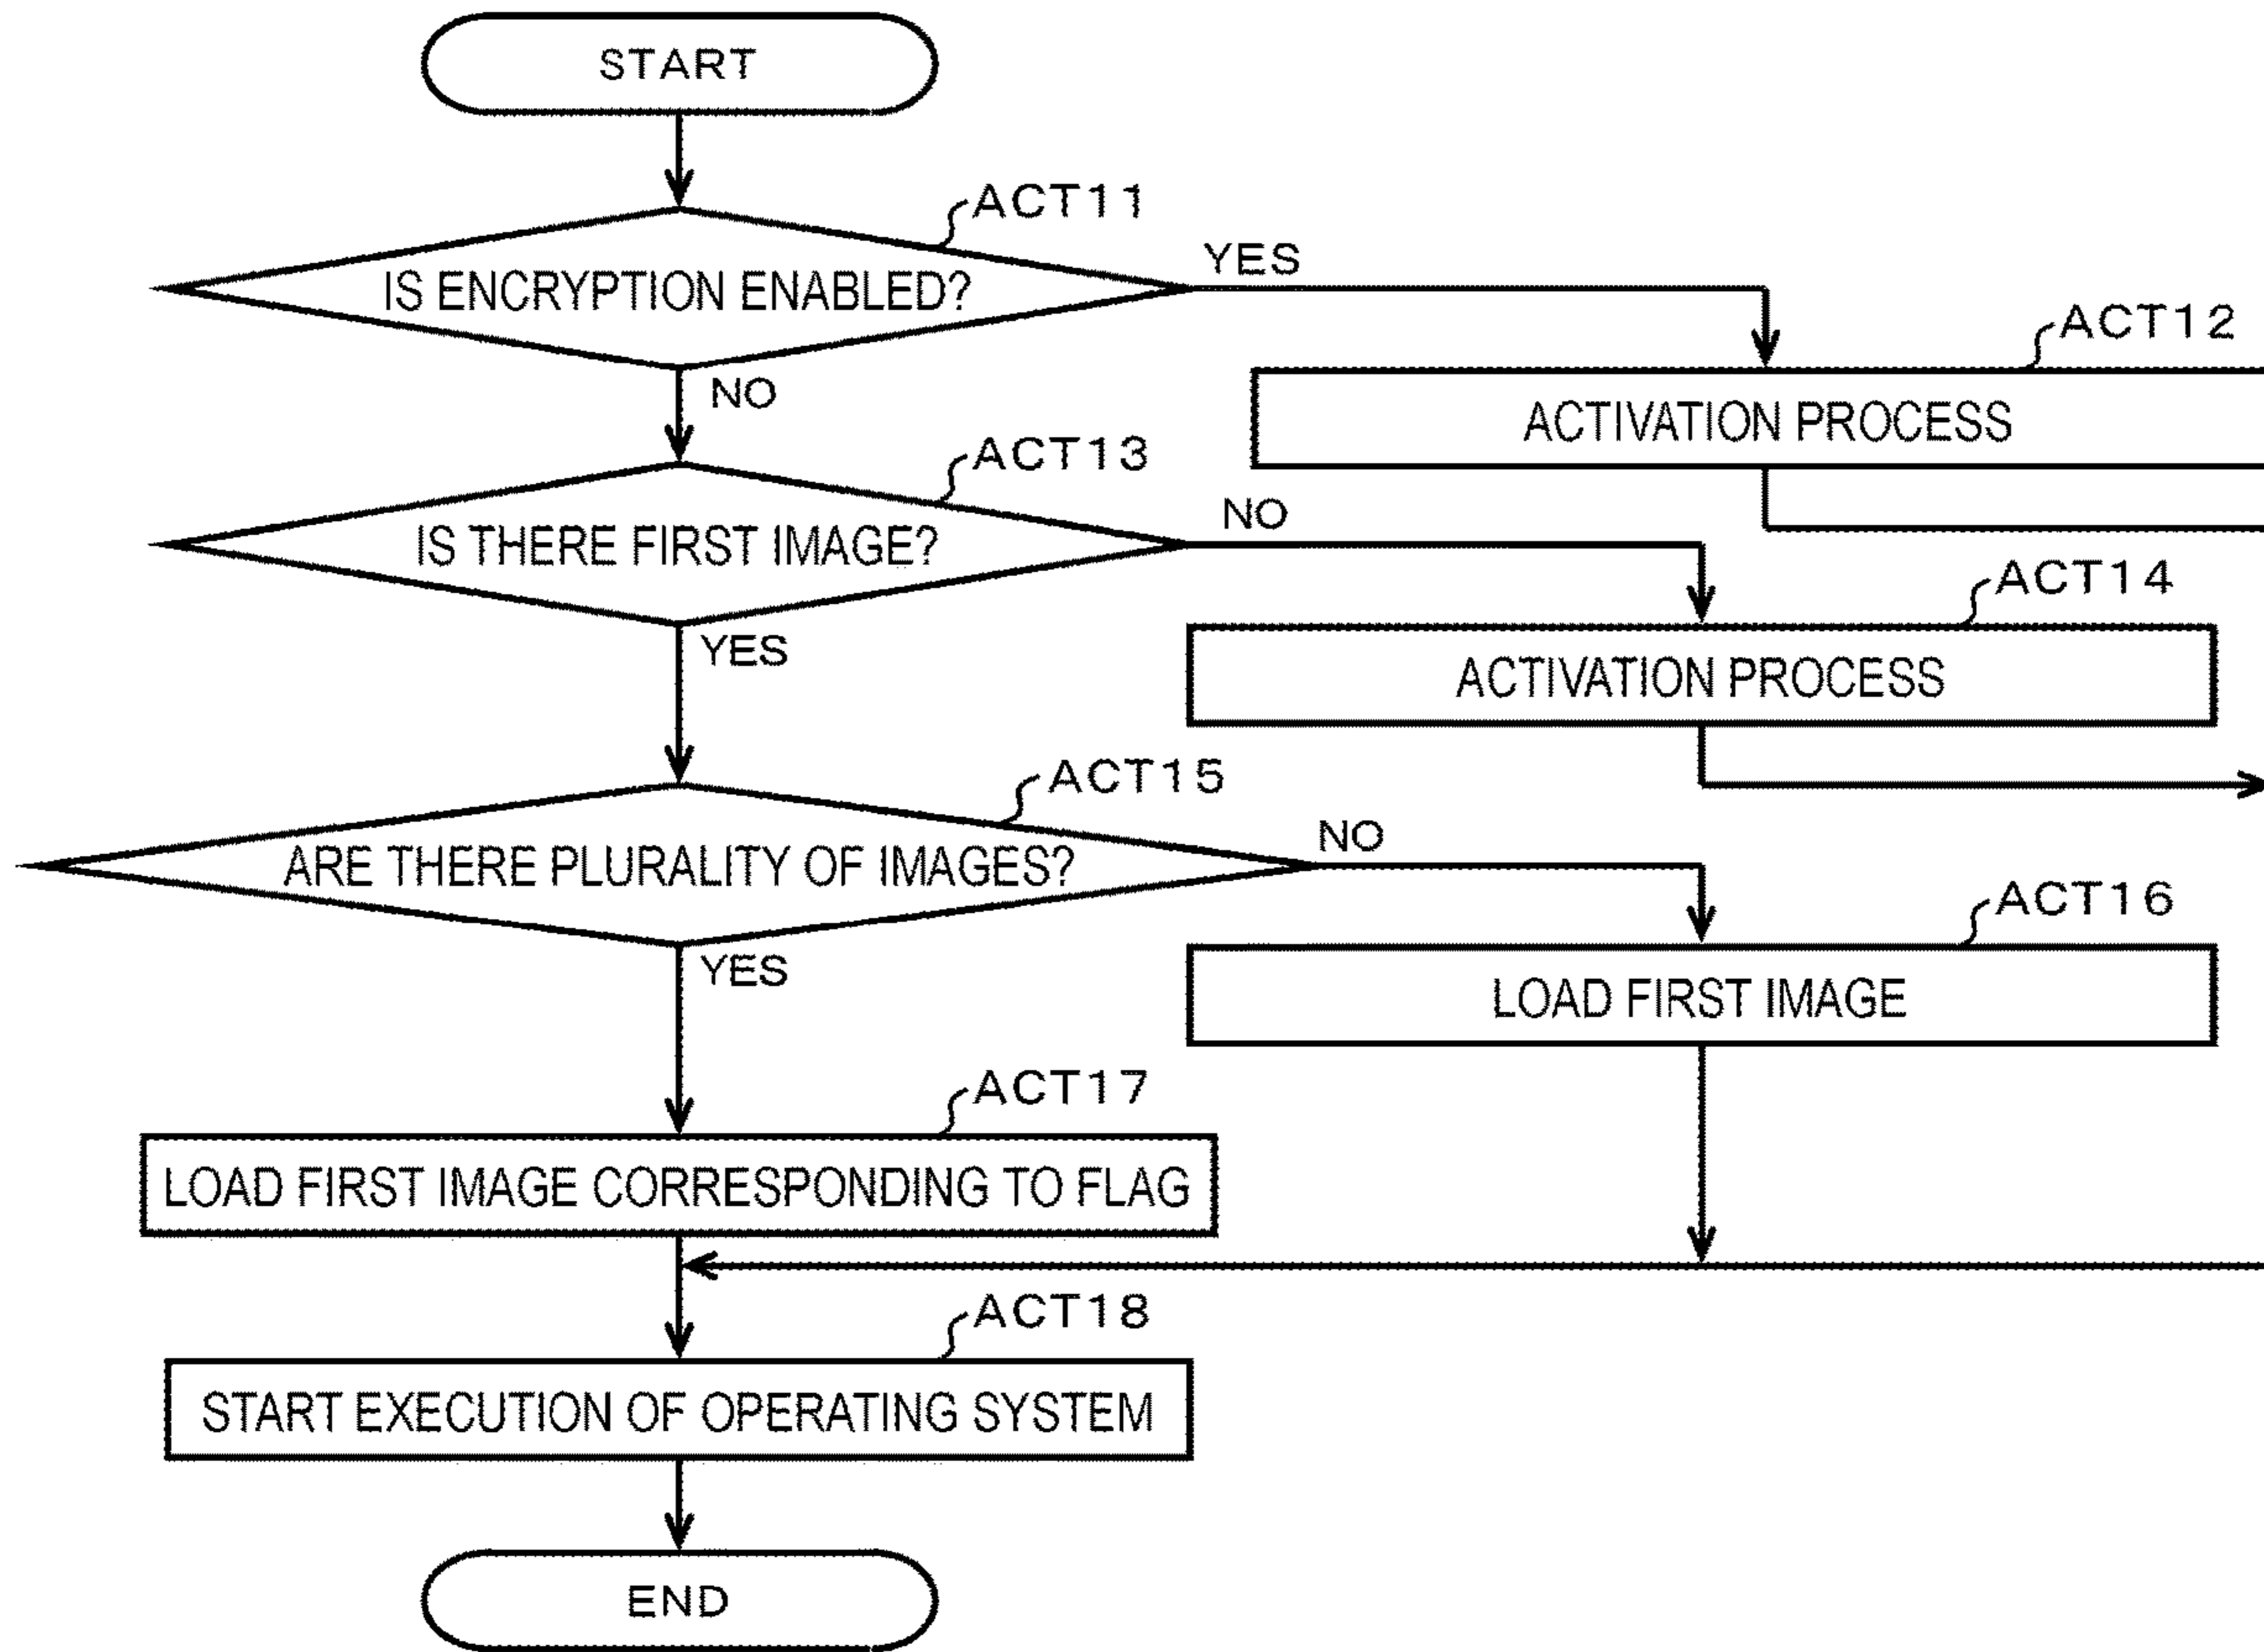 START
ACT11
IS ENCRYPTION ENABLED?
YES
NO
ACT12
ACTIVATION PROCESS
ACT13
IS THERE FIRST IMAGE?
NO
YES
ACT14
ACTIVATION PROCESS
ACT15
ARE THERE PLURALITY OF IMAGES?
NO
YES
ACT16
LOAD FIRST IMAGE
ACT17
LOAD FIRST IMAGE CORRESPONDING TO FLAG
ACT18
START EXECUTION OF OPERATING SYSTEM
END